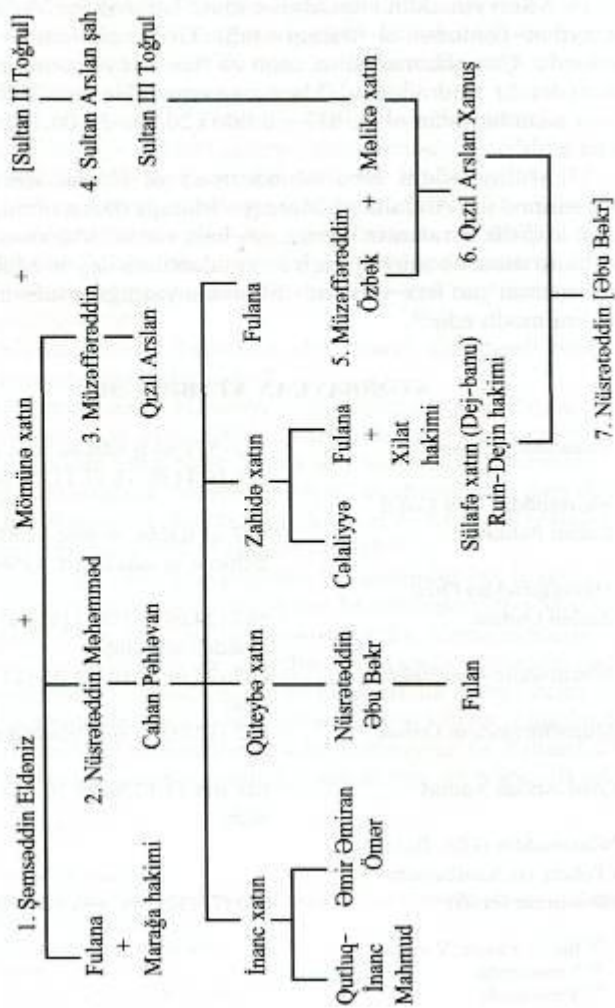 1. Şəmsəddin Eldəniz + Möminə xatın + [Sultan II Toğrul]
Fulana
+
Marağa hakimi
2. Nüsrətəddin Məhəmməd
Cahan Pəhləvan
3. Müzəffərəddin
Qızıl Arslan
4. Sultan Arslan şah
Sultan III Toğrul
İnanc xatın
Qüteybə xatın
Zahidə xatın
Fulana
Qutluq-
İnanc
Mahmud
Əmir Əmiran
Ömər
Nüsrətəddin
Əbu Bəkr
Cəlaliyyə
Fulana
+
Xilat
hakimi
5. Müzəffərəddin
Özbək + Məlikə xatın
Fulan
Sülafə xatın (Dej-banu)
Ruin-Dejin hakimi
6. Qızıl Arslan Xamuş
7. Nüsrətəddin [Əbu Bəkr]